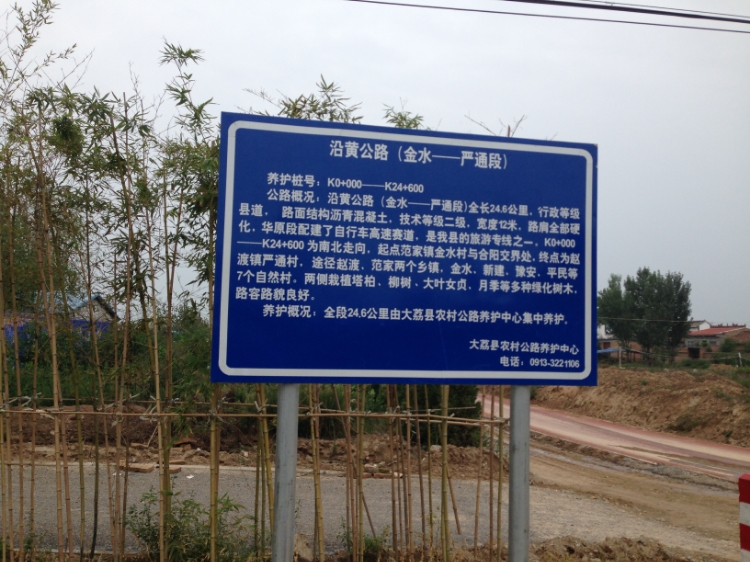 沿黄公路（金水——严通段）
养护桩号：K0+000——K24+600
公路概况：沿黄公路（金水——严通段）全长24.6公里，行政等级
县道，路面结构沥青混凝土，技术等级二级，宽度12米，路肩全部硬
化，华原段配建了自行车高速赛道，是我县的旅游专线之一，K0+000
——K24+600为南北走向，起点范家镇金水村与合阳交界处，终点为赵
渡镇严通村，途径赵渡、范家两个乡镇，金水、新建、豫安、平民等
7个自然村。两侧栽植塔柏、柳树、大叶女贞、月季等多种绿化树木，
路容路貌良好。
养护概况：全段24.6公里由大荔县农村公路养护中心集中养护。
大荔县农村公路养护中心
电话：0913-3221106